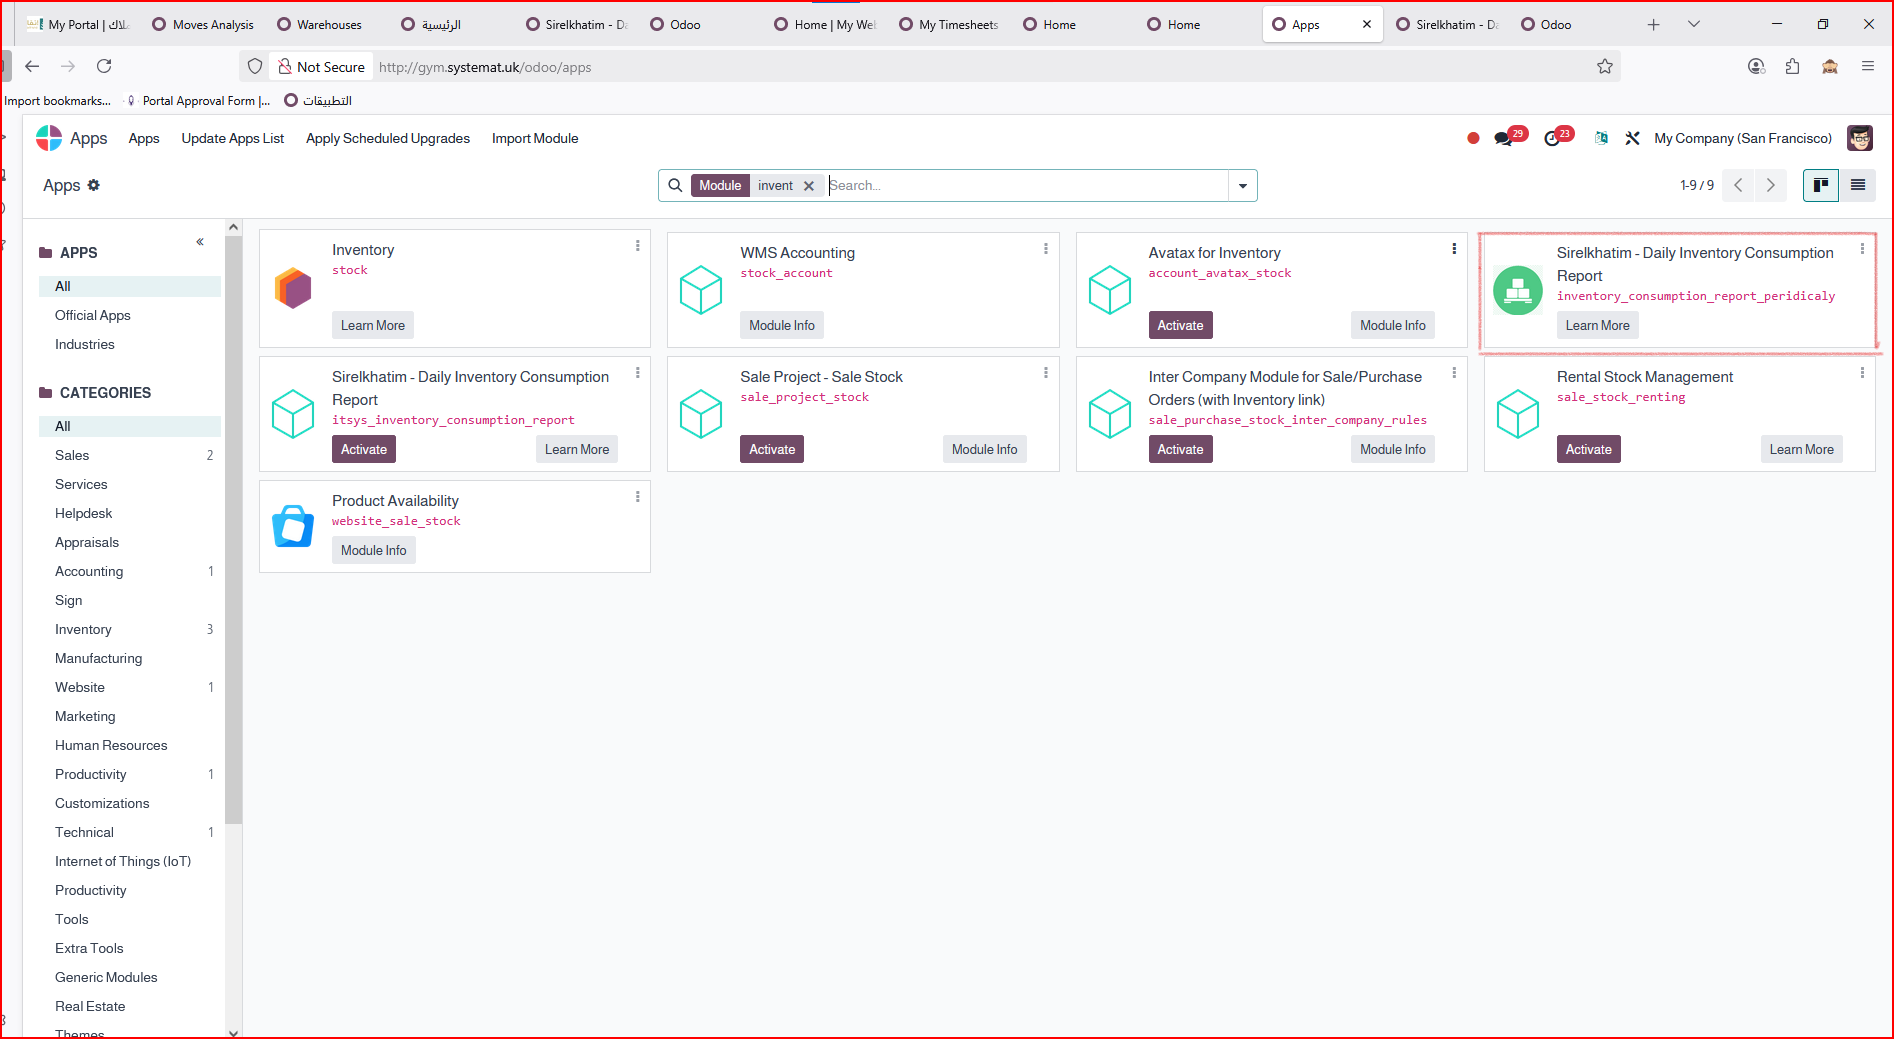 My Portal | ملاك
Moves Analysis
Warehouses
الرئيسية
Sirelkhatim - Da
Odoo
Home | My Web
My Timesheets
Home
Home
Apps
Sirelkhatim - Da
Odoo
Not Secure
http://gym.systemat.uk/odoo/apps
Import bookmarks...
Portal Approval Form |...
التطبيقات
Apps
Apps
Update Apps List
Apply Scheduled Upgrades
Import Module
29
23
My Company (San Francisco)
Apps
Module
invent
Search...
1-9 / 9
APPS
All
Official Apps
Industries
CATEGORIES
All
Sales 2
Services
Helpdesk
Appraisals
Accounting 1
Sign
Inventory 3
Manufacturing
Website 1
Marketing
Human Resources
Productivity 1
Customizations
Technical 1
Internet of Things (IoT)
Productivity
Tools
Extra Tools
Generic Modules
Real Estate
Themes
Inventory
stock
Learn More
WMS Accounting
stock_account
Module Info
Avatax for Inventory
account_avatax_stock
Activate
Module Info
Sirelkhatim - Daily Inventory Consumption
Report
inventory_consumption_report_peridicaly
Learn More
Sirelkhatim - Daily Inventory Consumption
Report
itsys_inventory_consumption_report
Activate
Learn More
Sale Project - Sale Stock
sale_project_stock
Activate
Module Info
Inter Company Module for Sale/Purchase
Orders (with Inventory link)
sale_purchase_stock_inter_company_rules
Activate
Module Info
Rental Stock Management
sale_stock_renting
Activate
Learn More
Product Availability
website_sale_stock
Module Info